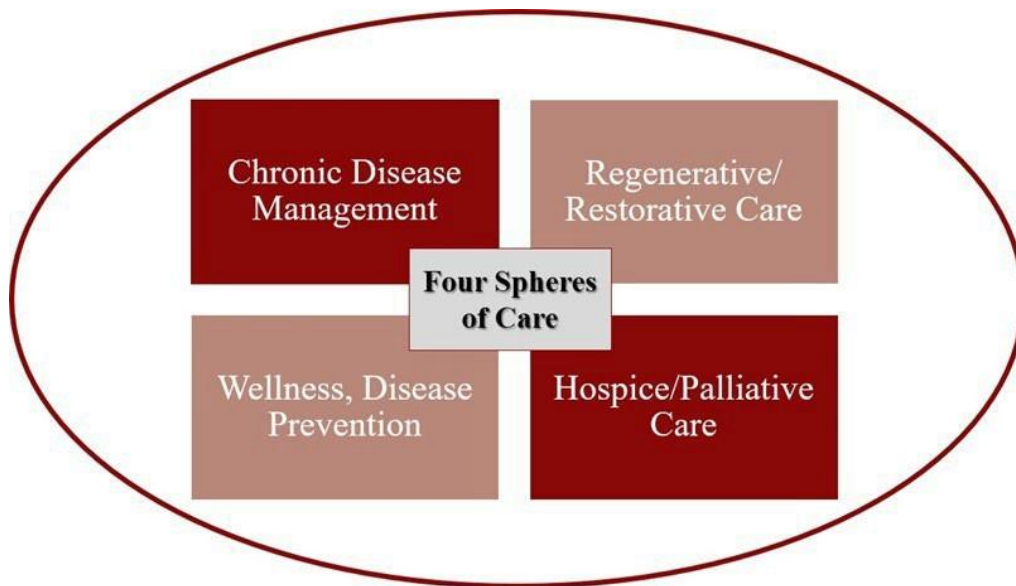 Chronic Disease
Management
Regenerative/
Restorative Care
Four Spheres
of Care
Wellness, Disease
Prevention
Hospice/Palliative
Care